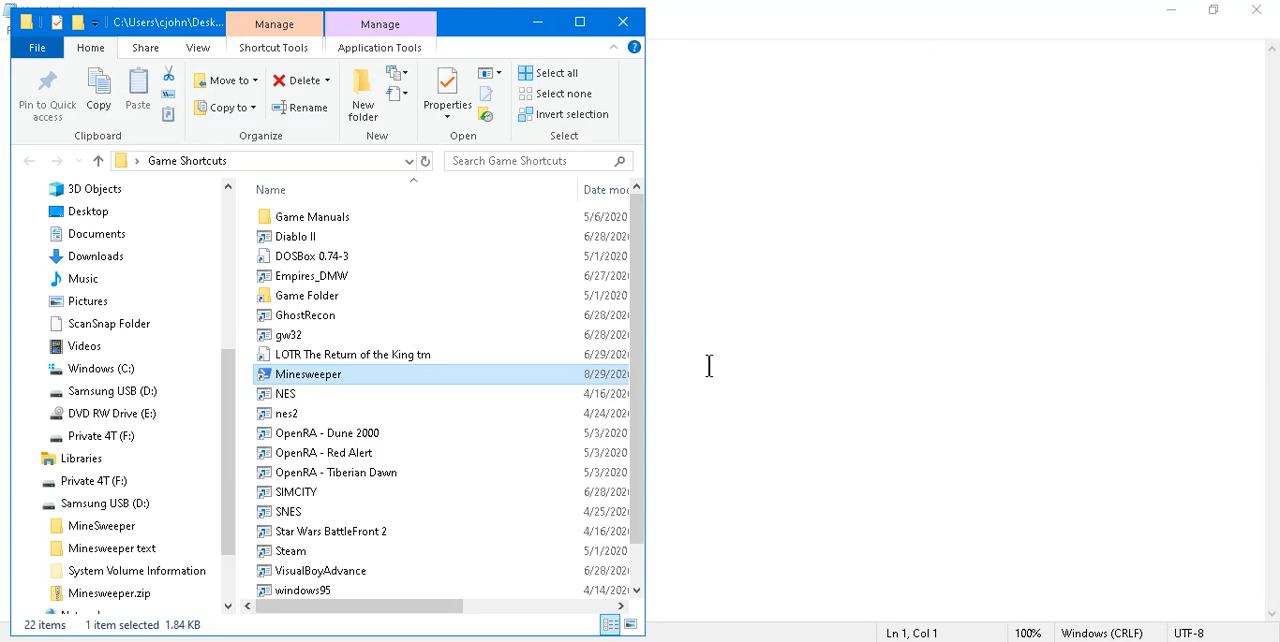 C:\Users\cjohn\Desk...
Manage
Manage
File
Home
Share
View
Shortcut Tools
Application Tools
Pin to Quick access
Copy
Paste
Move to
Copy to
Delete
Rename
New folder
Properties
Select all
Select none
Invert selection
Clipboard
Organize
New
Open
Select
Game Shortcuts
Search Game Shortcuts
3D Objects
Desktop
Documents
Downloads
Music
Pictures
ScanSnap Folder
Videos
Windows (C:)
Samsung USB (D:)
DVD RW Drive (E:)
Private 4T (F:)
Libraries
Private 4T (F:)
Samsung USB (D:)
MineSweeper
Minesweeper text
System Volume Information
Minesweeper.zip
Name
Date mo
Game Manuals 5/6/2020
Diablo II 6/28/202
DOSBox 0.74-3 5/1/2020
Empires_DMW 6/27/202
Game Folder 5/1/2020
GhostRecon 6/28/202
gw32 6/28/202
LOTR The Return of the King tm 6/29/202
Minesweeper 8/29/202
NES 4/16/202
nes2 4/24/202
OpenRA - Dune 2000 5/3/2020
OpenRA - Red Alert 5/3/2020
OpenRA - Tiberian Dawn 5/3/2020
SIMCITY 6/28/202
SNES 4/25/202
Star Wars BattleFront 2 4/16/202
Steam 5/1/2020
VisualBoyAdvance 6/28/202
windows95 4/14/202
22 items
1 item selected 1.84 KB
Ln 1, Col 1
100%
Windows (CRLF)
UTF-8